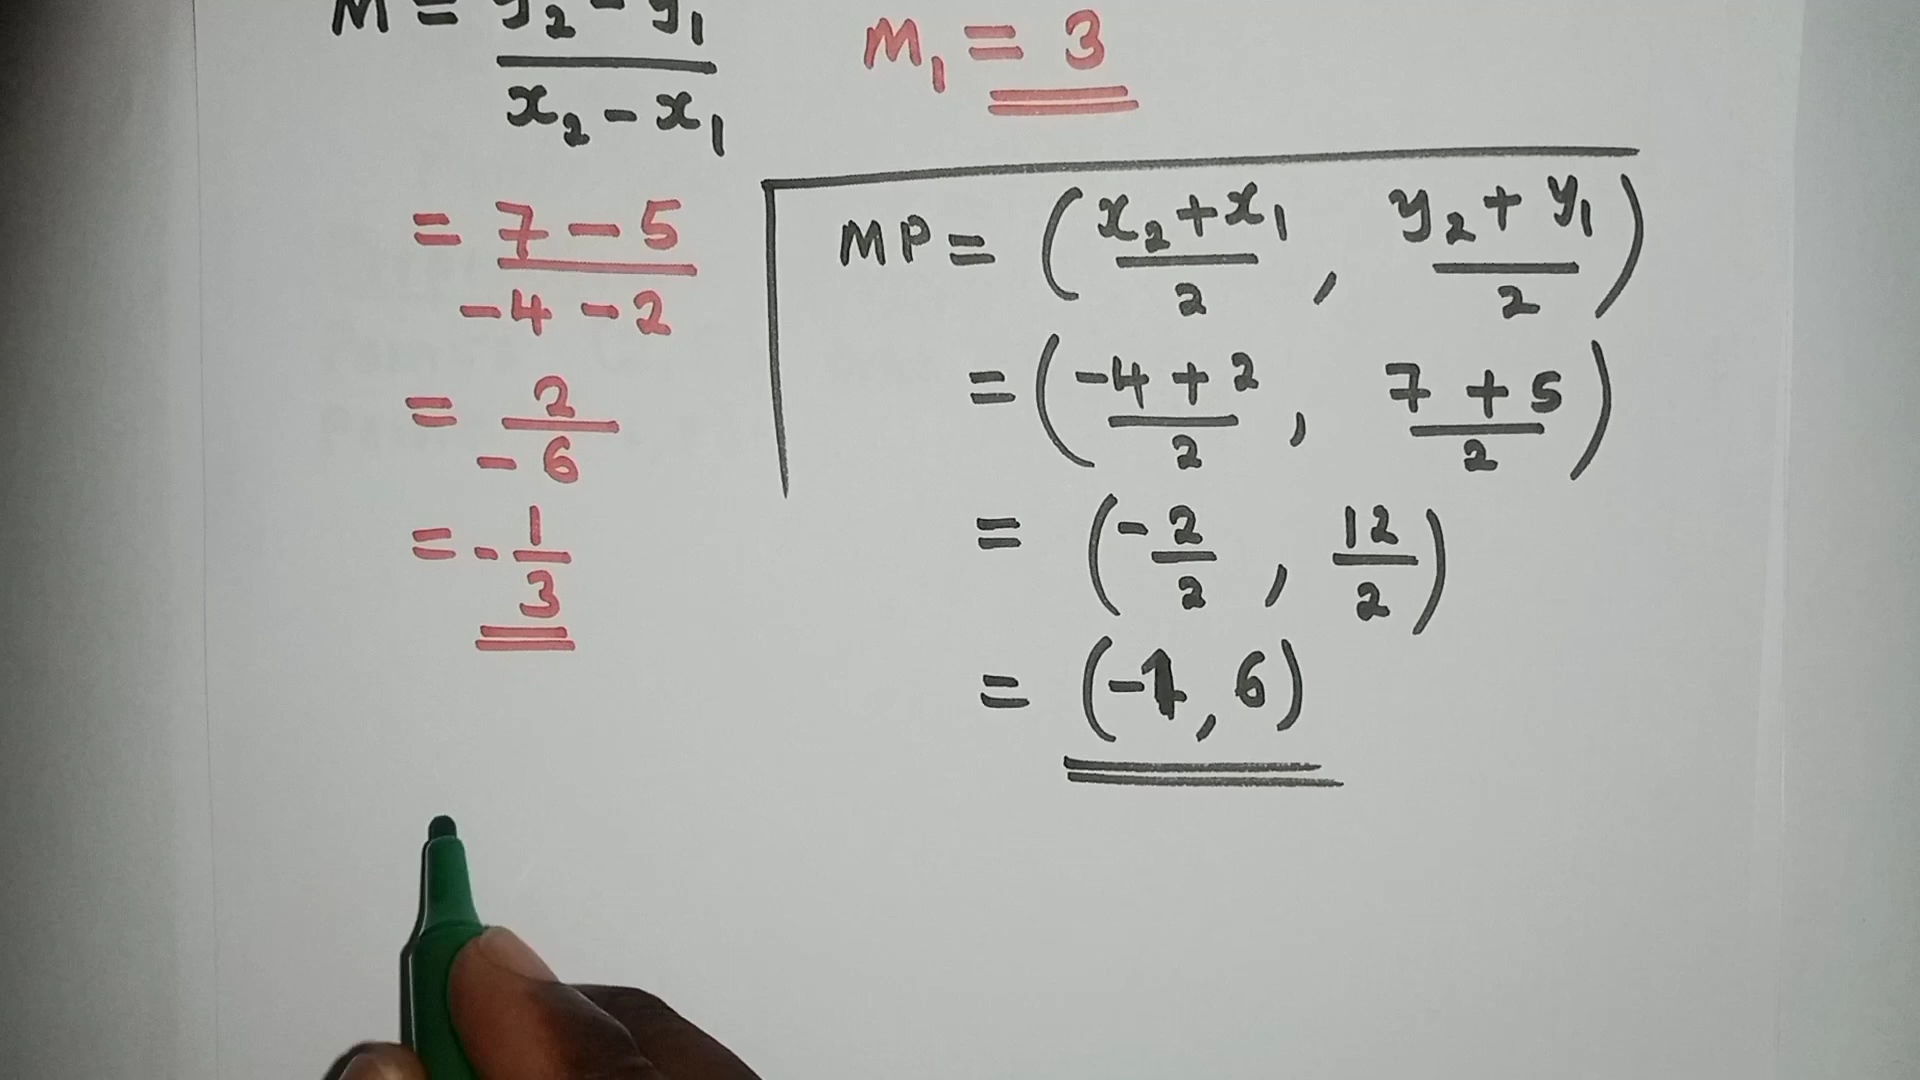 M = y₂ - y₁
x₂ - x₁
= 7 - 5
-4 - 2
= 2
-6
= - 1
3
M₁ = 3
MP = (x₂ + x₁ / 2 , y₂ + y₁ / 2)
= (-4 + 2 / 2 , 7 + 5 / 2)
= (-2 / 2 , 12 / 2)
= (-1, 6)